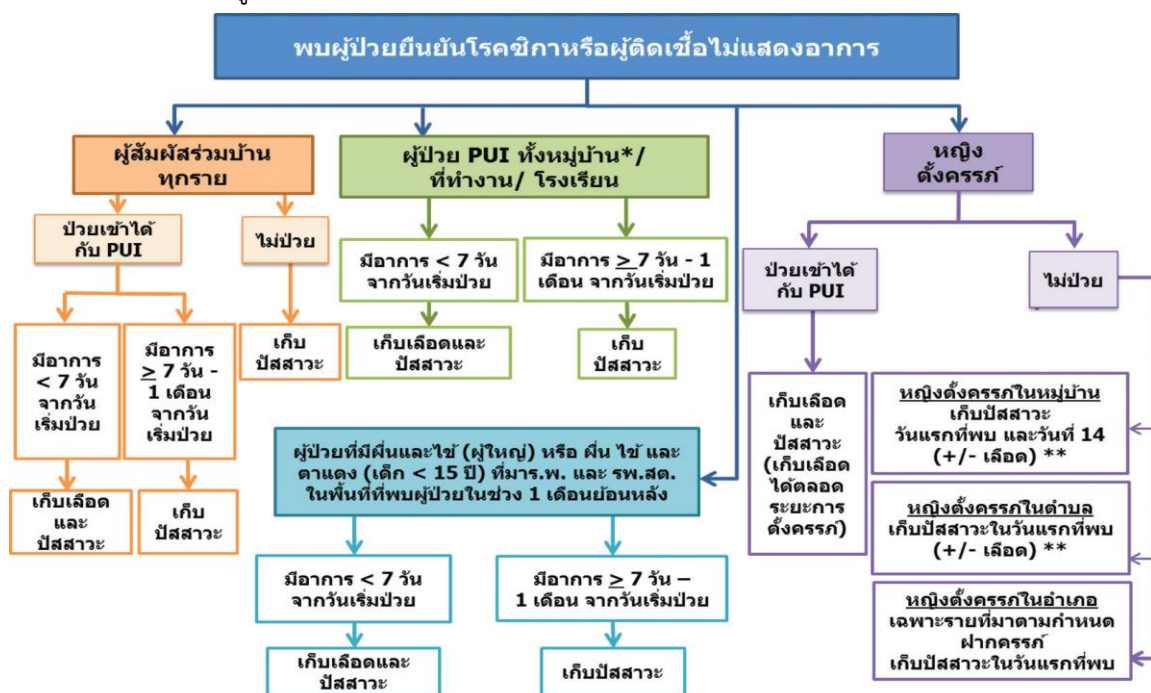 พบผู้ป่วยยืนยันโรคซิกาหรือผู้ติดเชื้อไม่แสดงอาการ
ผู้สัมผัสร่วมบ้าน
ทุกราย
ป่วยเข้าได้
กับ PUI
ไม่ป่วย
มีอาการ
< 7 วัน
จากวัน
เริ่มป่วย
มีอาการ
≥ 7 วัน -
1 เดือน
จากวัน
เริ่มป่วย
เก็บ
ปัสสาวะ
เก็บเลือด
และ
ปัสสาวะ
เก็บ
ปัสสาวะ
ผู้ป่วย PUI ทั้งหมู่บ้าน*/
ที่ทำงาน/ โรงเรียน
มีอาการ < 7 วัน
จากวันเริ่มป่วย
มีอาการ ≥ 7 วัน - 1
เดือน จากวันเริ่มป่วย
เก็บเลือดและ
ปัสสาวะ
เก็บ
ปัสสาวะ
ผู้ป่วยที่มีผื่นและไข้ (ผู้ใหญ่) หรือ ผื่น ไข้ และ
ตาแดง (เด็ก < 15 ปี) ที่มาร.พ. และ รพ.สต.
ในพื้นที่ที่พบผู้ป่วยในช่วง 1 เดือนย้อนหลัง
มีอาการ < 7 วัน
จากวันเริ่มป่วย
มีอาการ ≥ 7 วัน –
1 เดือน จากวันเริ่มป่วย
เก็บเลือดและ
ปัสสาวะ
เก็บปัสสาวะ
หญิง
ตั้งครรภ์
ป่วยเข้าได้
กับ PUI
ไม่ป่วย
เก็บเลือด
และ
ปัสสาวะ
(เก็บเลือด
ได้ตลอด
ระยะการ
ตั้งครรภ์)
หญิงตั้งครรภ์ในหมู่บ้าน
เก็บปัสสาวะ
วันแรกที่พบ และวันที่ 14
(+/- เลือด) **
หญิงตั้งครรภ์ในตำบล
เก็บปัสสาวะในวันแรกที่พบ
(+/- เลือด) **
หญิงตั้งครรภ์ในอำเภอ
เฉพาะรายที่มาตามกำหนด
ฝากครรภ์
เก็บปัสสาวะในวันแรกที่พบ